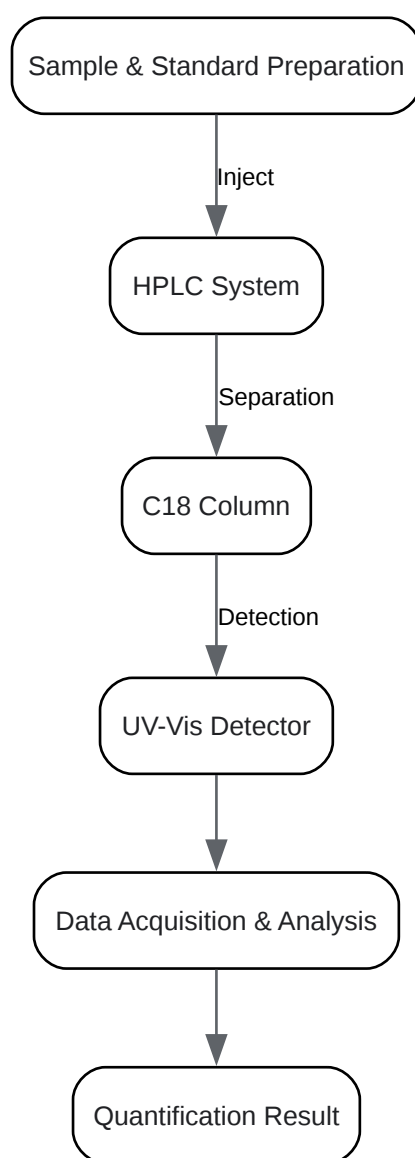 Sample & Standard Preparation
Inject
HPLC System
Separation
C18 Column
Detection
UV-Vis Detector
Data Acquisition & Analysis
Quantification Result